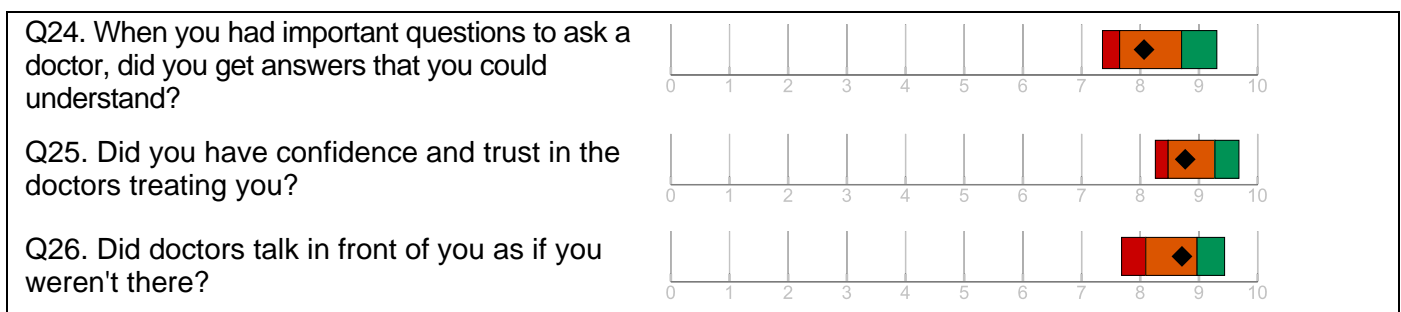 Q24. When you had important questions to ask a
doctor, did you get answers that you could
understand?
0 1 2 3 4 5 6 7 8 9 10
Q25. Did you have confidence and trust in the
doctors treating you?
0 1 2 3 4 5 6 7 8 9 10
Q26. Did doctors talk in front of you as if you
weren't there?
0 1 2 3 4 5 6 7 8 9 10